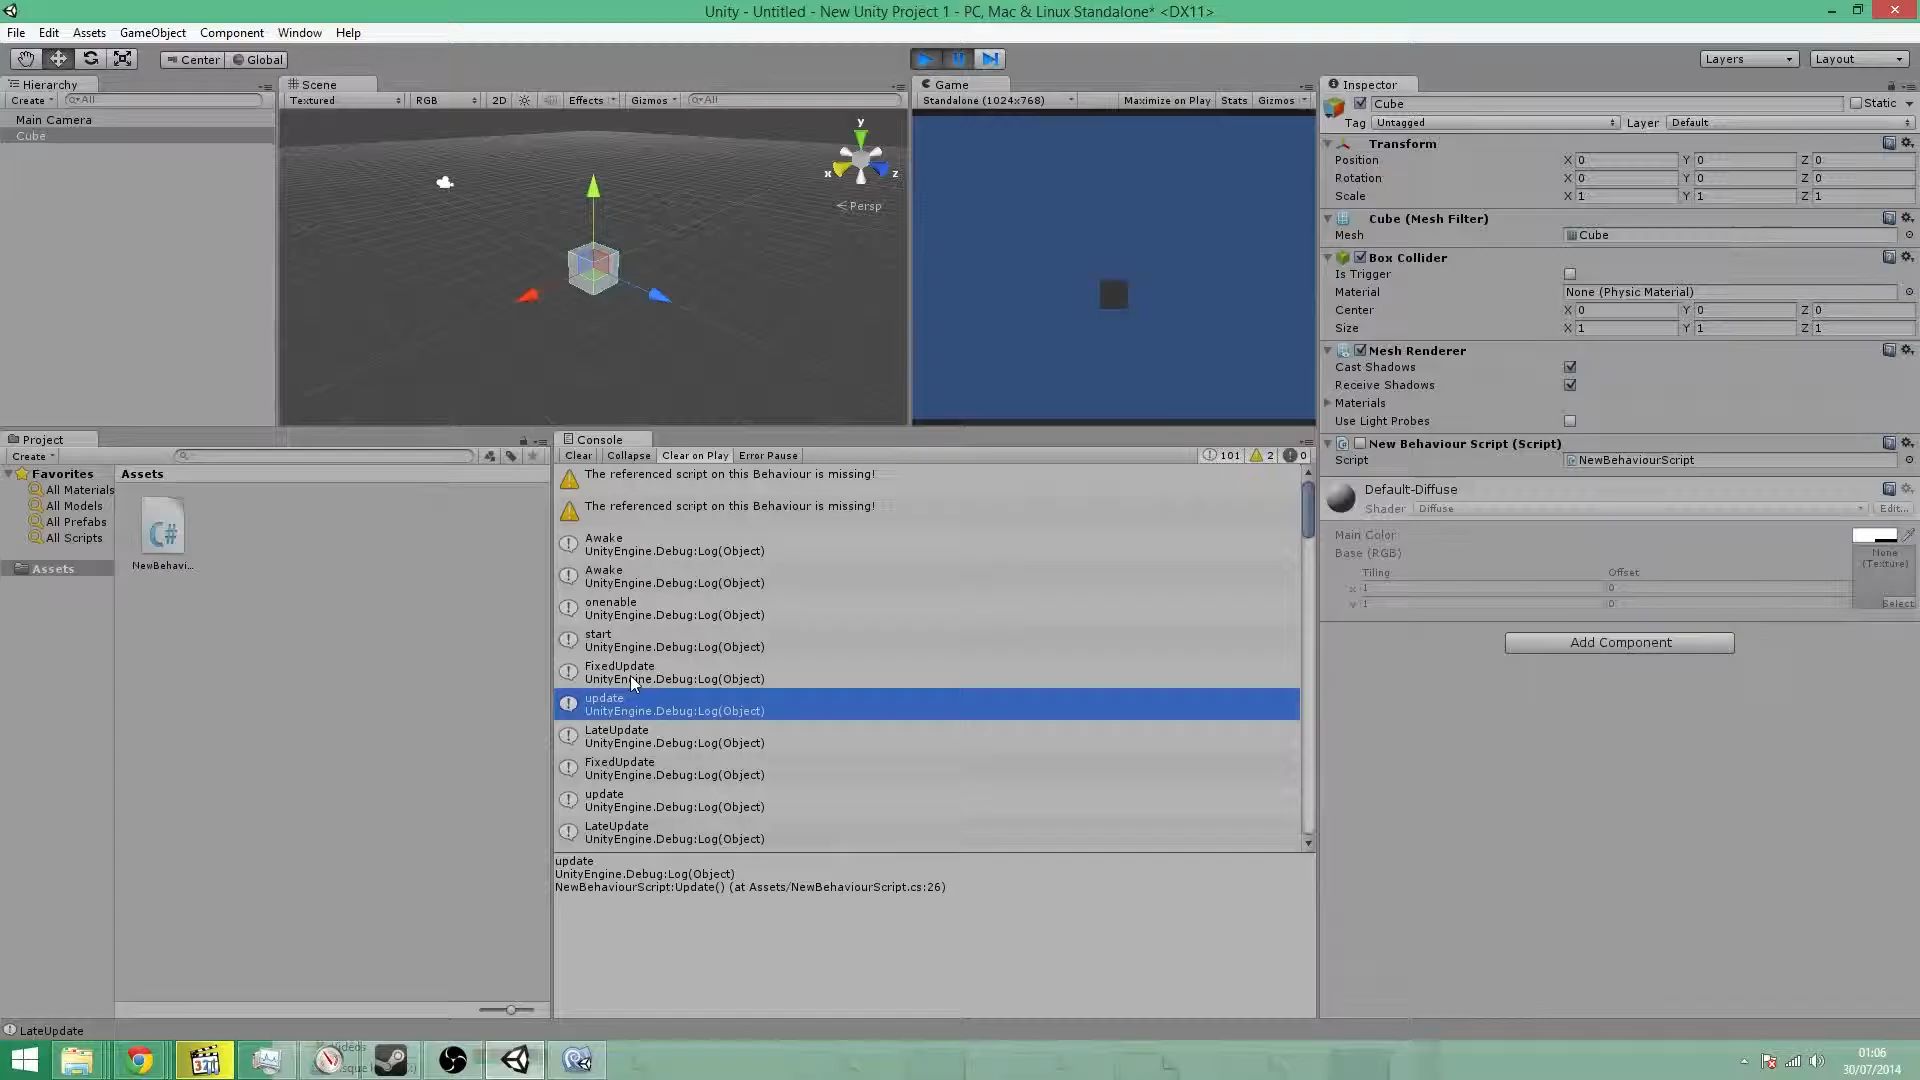 Unity - Untitled - New Unity Project 1 - PC, Mac & Linux Standalone* <DX11>
File Edit Assets GameObject Component Window Help
Center Global
Layers Layout
Hierarchy
Create All
Main Camera
Cube
Scene
Textured RGB 2D Effects Gizmos All
y
x z
Persp
Game
Standalone (1024x768) Maximize on Play Stats Gizmos
Inspector
Cube Static
Tag Untagged Layer Default
Transform
Position X 0 Y 0 Z 0
Rotation X 0 Y 0 Z 0
Scale X 1 Y 1 Z 1
Cube (Mesh Filter)
Mesh Cube
Box Collider
Is Trigger
Material None (Physic Material)
Center X 0 Y 0 Z 0
Size X 1 Y 1 Z 1
Mesh Renderer
Cast Shadows
Receive Shadows
Materials
Use Light Probes
New Behaviour Script (Script)
Script NewBehaviourScript
Default-Diffuse
Shader Diffuse Edit...
Main Color
Base (RGB)
None
(Texture)
Tiling Offset
x 1 0
y 1 0
Select
Add Component
Project
Create
Favorites
All Materials
All Models
All Prefabs
All Scripts
Assets
Assets
C#
NewBehavi...
Console
Clear Collapse Clear on Play Error Pause 101 2 0
The referenced script on this Behaviour is missing!
The referenced script on this Behaviour is missing!
Awake
UnityEngine.Debug:Log(Object)
Awake
UnityEngine.Debug:Log(Object)
onenable
UnityEngine.Debug:Log(Object)
start
UnityEngine.Debug:Log(Object)
FixedUpdate
UnityEngine.Debug:Log(Object)
update
UnityEngine.Debug:Log(Object)
LateUpdate
UnityEngine.Debug:Log(Object)
FixedUpdate
UnityEngine.Debug:Log(Object)
update
UnityEngine.Debug:Log(Object)
LateUpdate
UnityEngine.Debug:Log(Object)
update
UnityEngine.Debug:Log(Object)
NewBehaviourScript:Update() (at Assets/NewBehaviourScript.cs:26)
LateUpdate
321
Vidéos
01:06
30/07/2014